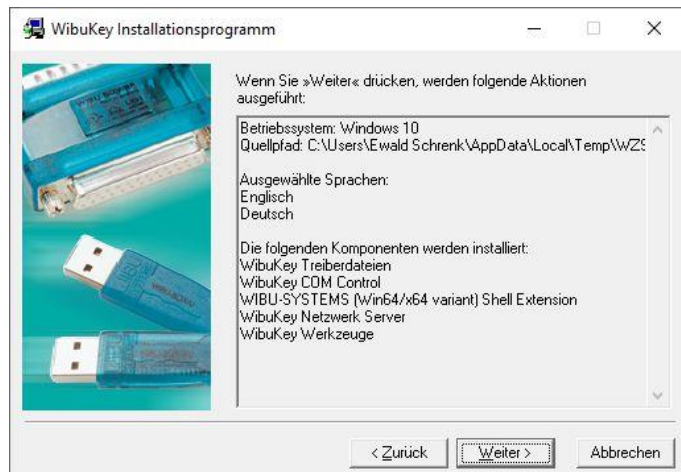 WibuKey Installationsprogramm
Wenn Sie »Weiter« drücken, werden folgende Aktionen
ausgeführt:
Betriebssystem: Windows 10
Quellpfad: C:\Users\Ewald Schrenk\AppData\Local\Temp\WZS
Ausgewählte Sprachen:
Englisch
Deutsch
Die folgenden Komponenten werden installiert:
WibuKey Treiberdateien
WibuKey COM Control
WIBU-SYSTEMS (Win64/x64 variant) Shell Extension
WibuKey Netzwerk Server
WibuKey Werkzeuge
< Zurück
Weiter >
Abbrechen